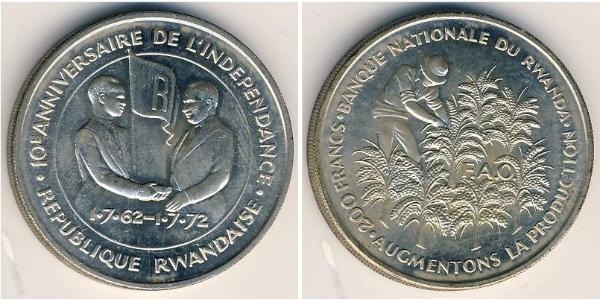 10E ANNIVERSAIRE DE L'INDEPENDANCE
R
1·7·62–1·7·72
REPUBLIQUE RWANDAISE
BANQUE NATIONALE DU RWANDA
F.A.O.
200 FRANCS · AUGMENTONS LA PRODUCTION